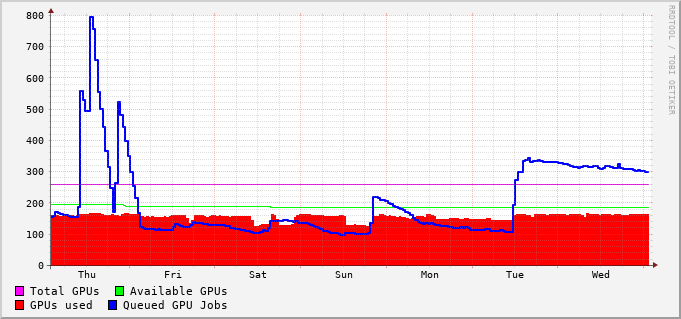 800
700
600
500
400
300
200
100
0
Thu Fri Sat Sun Mon Tue Wed
Total GPUs Available GPUs
GPUs used Queued GPU Jobs
RRDTOOL / TOBI OETIKER